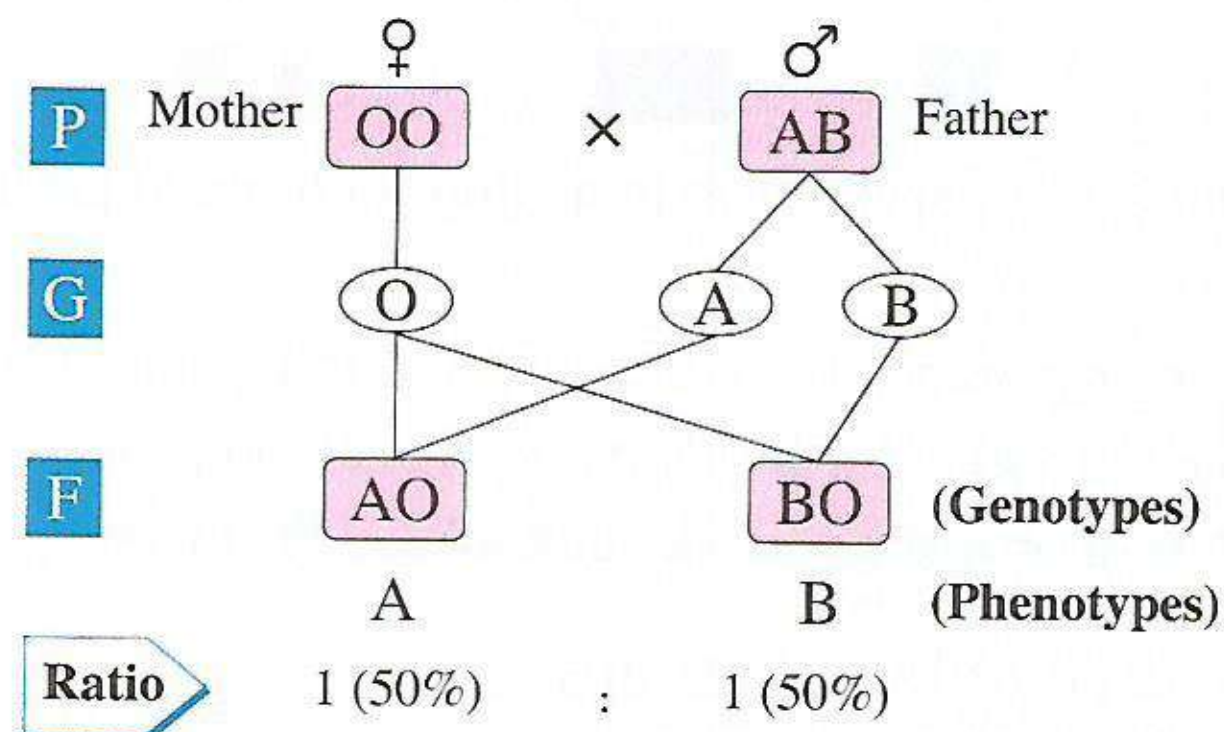 ♀ ♂
P Mother OO × AB Father
G O A B
F AO BO (Genotypes)
A B (Phenotypes)
Ratio 1 (50%) : 1 (50%)